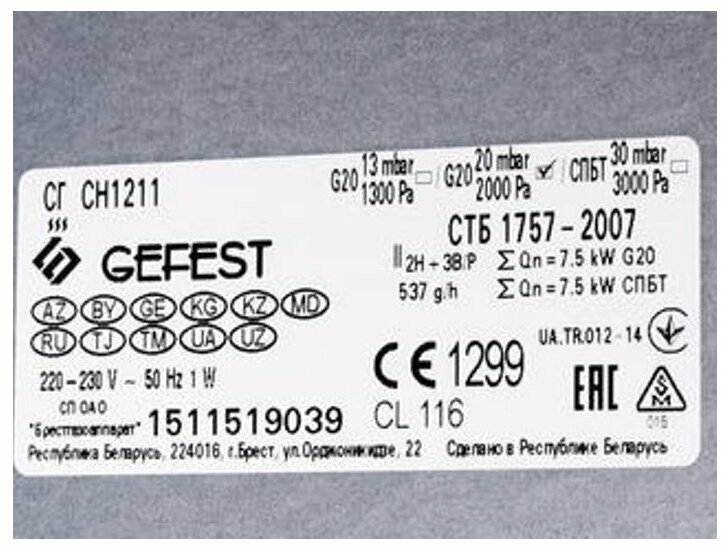 СГ СН1211
G20 13 mbar 1300 Pa ☐ / G20 20 mbar 2000 Pa ☑ / СПБТ 30 mbar 3000 Pa ☐
СТБ 1757-2007
GEFEST
II 2H + 3B/P Σ Qn = 7.5 kW G20
537 g/h Σ Qn = 7.5 kW СПБТ
AZ BY GE KG KZ MD
RU TJ TM UA UZ
UA.TR.012-14
220-230 V ~ 50 Hz 1 W
CE 1299
EAC
СП ОАО
"Брестгазоаппарат" 1511519039
CL 116
015
Республика Беларусь, 224016, г.Брест, ул.Орджоникидзе, 22 Сделано в Республике Беларусь